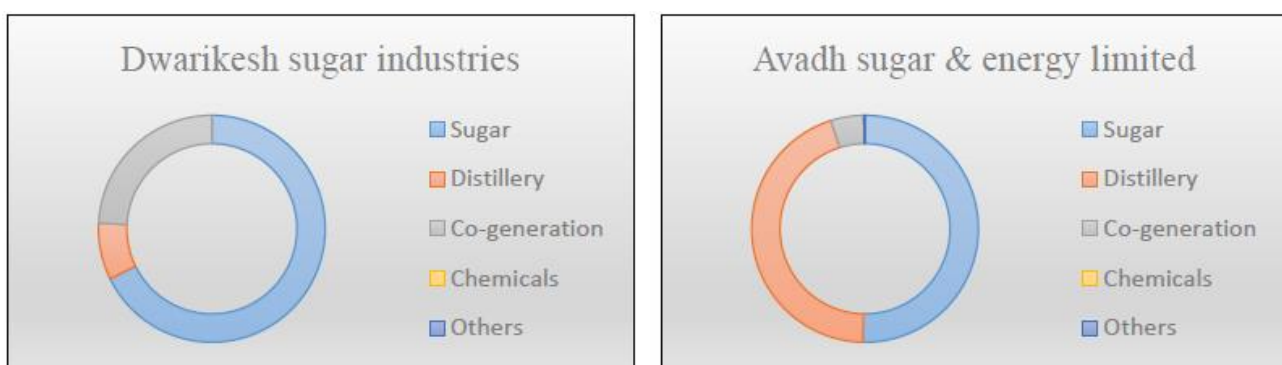 Dwarikesh sugar industries
Sugar
Distillery
Co-generation
Chemicals
Others
Avadh sugar & energy limited
Sugar
Distillery
Co-generation
Chemicals
Others